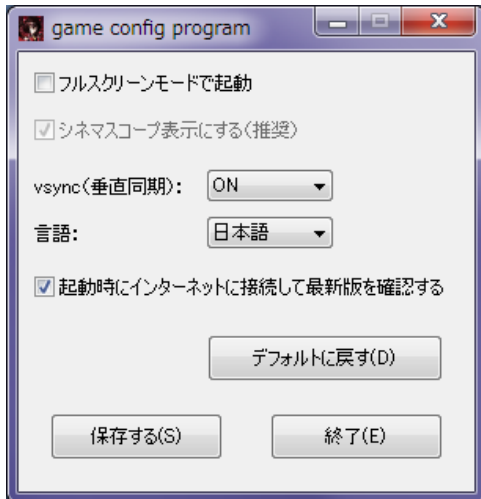 game config program
フルスクリーンモードで起動
シネマスコープ表示にする(推奨)
vsync(垂直同期): ON
言語: 日本語
起動時にインターネットに接続して最新版を確認する
デフォルトに戻す(D)
保存する(S) 終了(E)